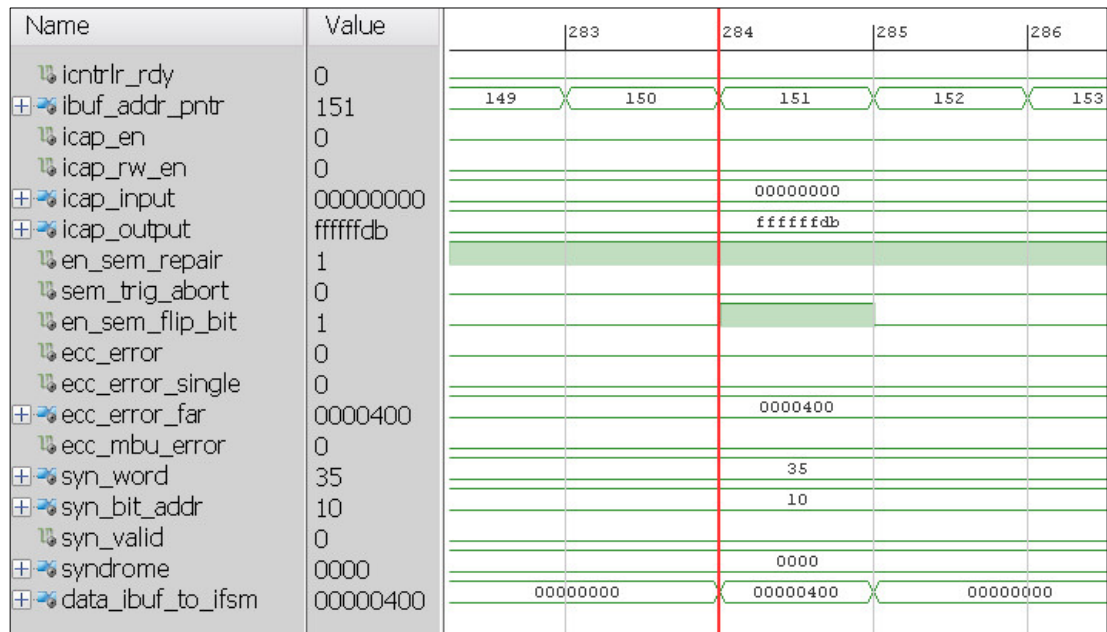 Name Value 283 284 285 286
icntrlr_rdy 0
ibuf_addr_pntr 151 149 150 151 152 153
icap_en 0
icap_rw_en 0
icap_input 00000000 00000000
icap_output ffffffdb ffffffdb
en_sem_repair 1
sem_trig_abort 0
en_sem_flip_bit 1
ecc_error 0
ecc_error_single 0
ecc_error_far 0000400 0000400
ecc_mbu_error 0
syn_word 35 35
syn_bit_addr 10 10
syn_valid 0
syndrome 0000 0000
data_ibuf_to_ifsm 00000400 00000000 00000400 00000000